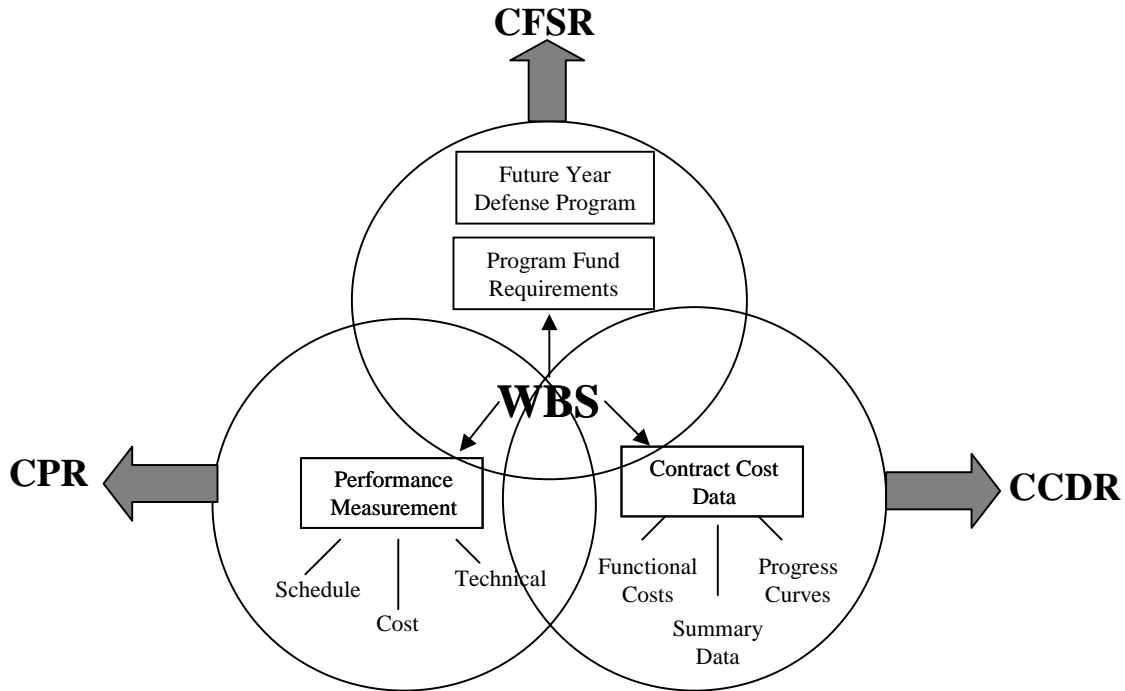 CFSR
Future Year
Defense Program
Program Fund
Requirements
WBS
CPR
Performance
Measurement
Schedule
Cost
Technical
Contract Cost
Data
Functional
Costs
Summary
Data
Progress
Curves
CCDR